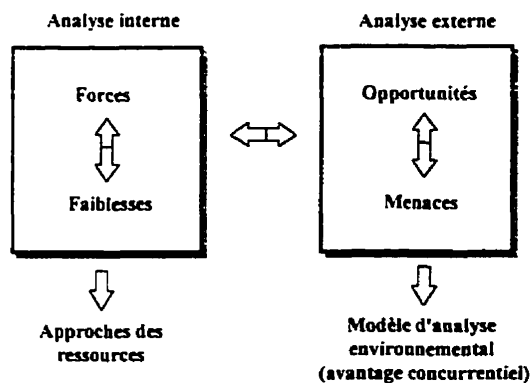 Analyse interne
Forces
Faiblesses
Approches des
ressources
Analyse externe
Opportunités
Menaces
Modèle d'analyse
environnemental
(avantage concurrentiel)